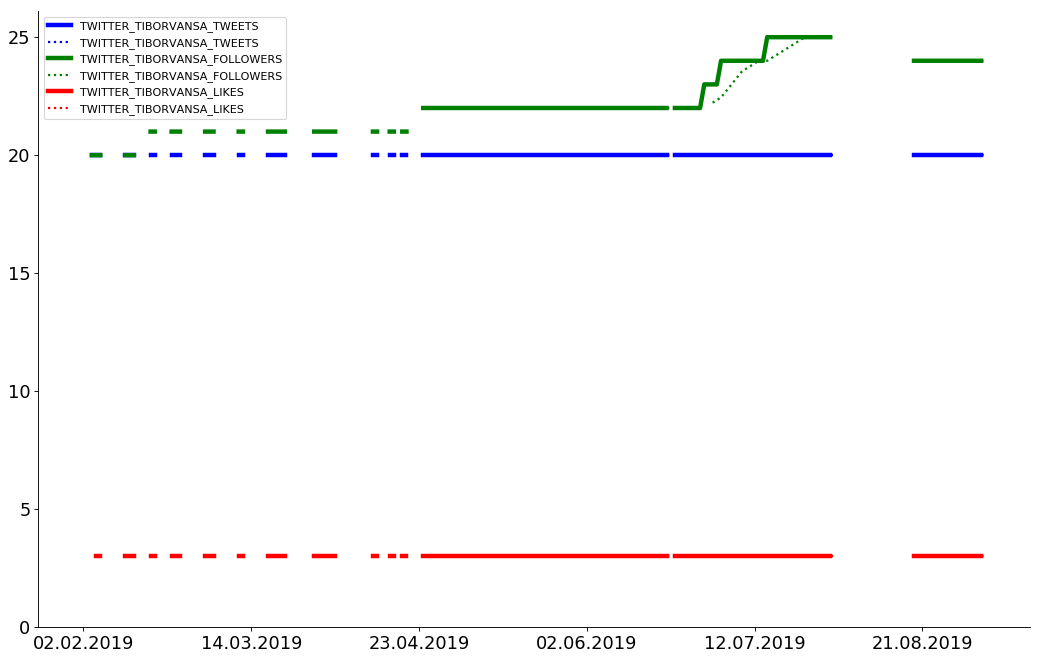 TWITTER_TIBORVANSA_TWEETS
TWITTER_TIBORVANSA_TWEETS
TWITTER_TIBORVANSA_FOLLOWERS
TWITTER_TIBORVANSA_FOLLOWERS
TWITTER_TIBORVANSA_LIKES
TWITTER_TIBORVANSA_LIKES
25
20
15
10
5
0
02.02.2019 14.03.2019 23.04.2019 02.06.2019 12.07.2019 21.08.2019